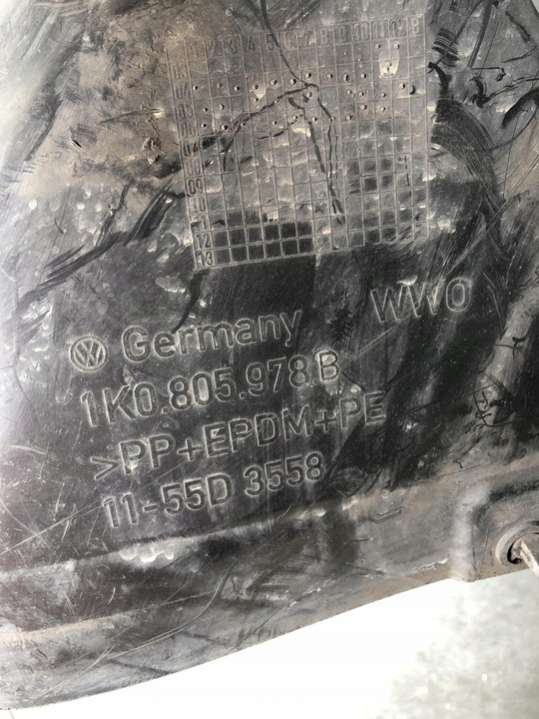 Germany WWO
1K0.805.978.B
>PP+EPDM+PE
11-55D 3558